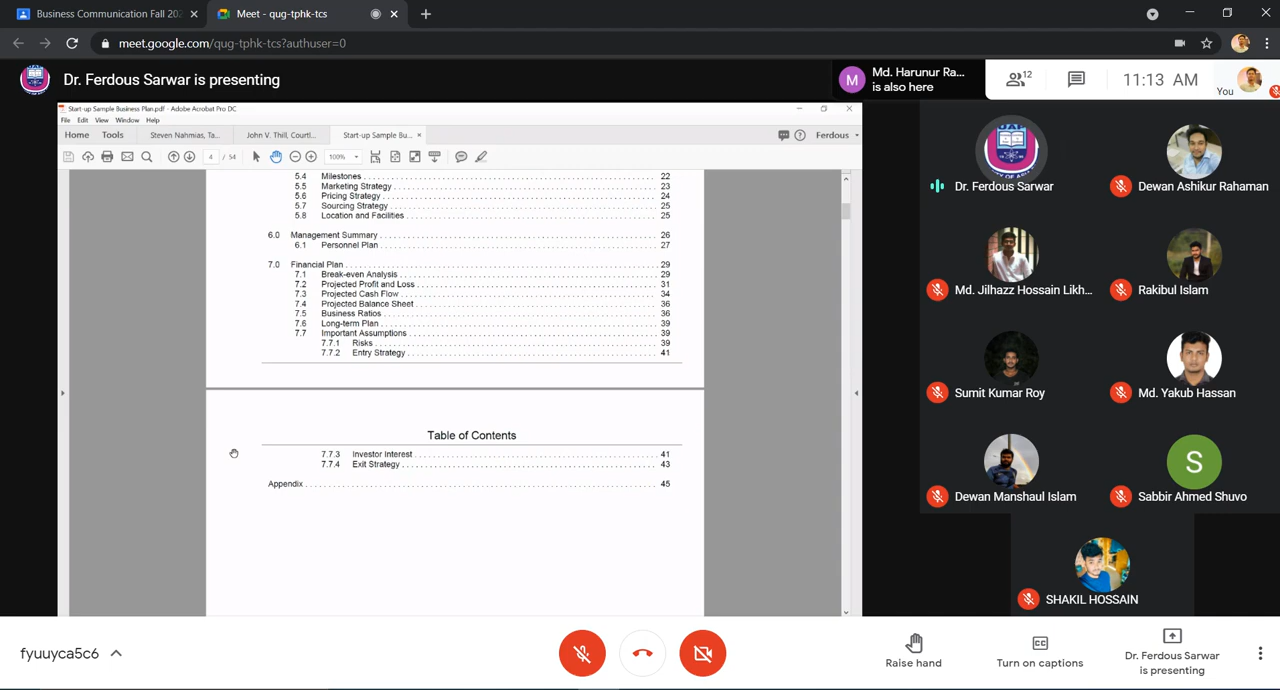 Business Communication Fall 202
Meet - qug-tphk-tcs
meet.google.com/qug-tphk-tcs?authuser=0
Dr. Ferdous Sarwar is presenting
M
Md. Harunur Ra...
is also here
12
11:13 AM
You
Start-up Sample Business Plan.pdf - Adobe Acrobat Pro DC
File Edit View Window Help
Home Tools Steven Nahmias, Ta... John V. Thill, Courtl... Start-up Sample Bu... × Ferdous
4 / 54 100%
5.4 Milestones 22
5.5 Marketing Strategy 23
5.6 Pricing Strategy 24
5.7 Sourcing Strategy 25
5.8 Location and Facilities 25
6.0 Management Summary 26
6.1 Personnel Plan 27
7.0 Financial Plan 29
7.1 Break-even Analysis 29
7.2 Projected Profit and Loss 31
7.3 Projected Cash Flow 34
7.4 Projected Balance Sheet 36
7.5 Business Ratios 36
7.6 Long-term Plan 39
7.7 Important Assumptions 39
7.7.1 Risks 39
7.7.2 Entry Strategy 41
Table of Contents
7.7.3 Investor Interest 41
7.7.4 Exit Strategy 43
Appendix 45
Dr. Ferdous Sarwar
Dewan Ashikur Rahaman
Md. Jilhazz Hossain Likh...
Rakibul Islam
Sumit Kumar Roy
Md. Yakub Hassan
S
Dewan Manshaul Islam
Sabbir Ahmed Shuvo
SHAKIL HOSSAIN
fyuuyca5c6
Raise hand
Turn on captions
Dr. Ferdous Sarwar
is presenting